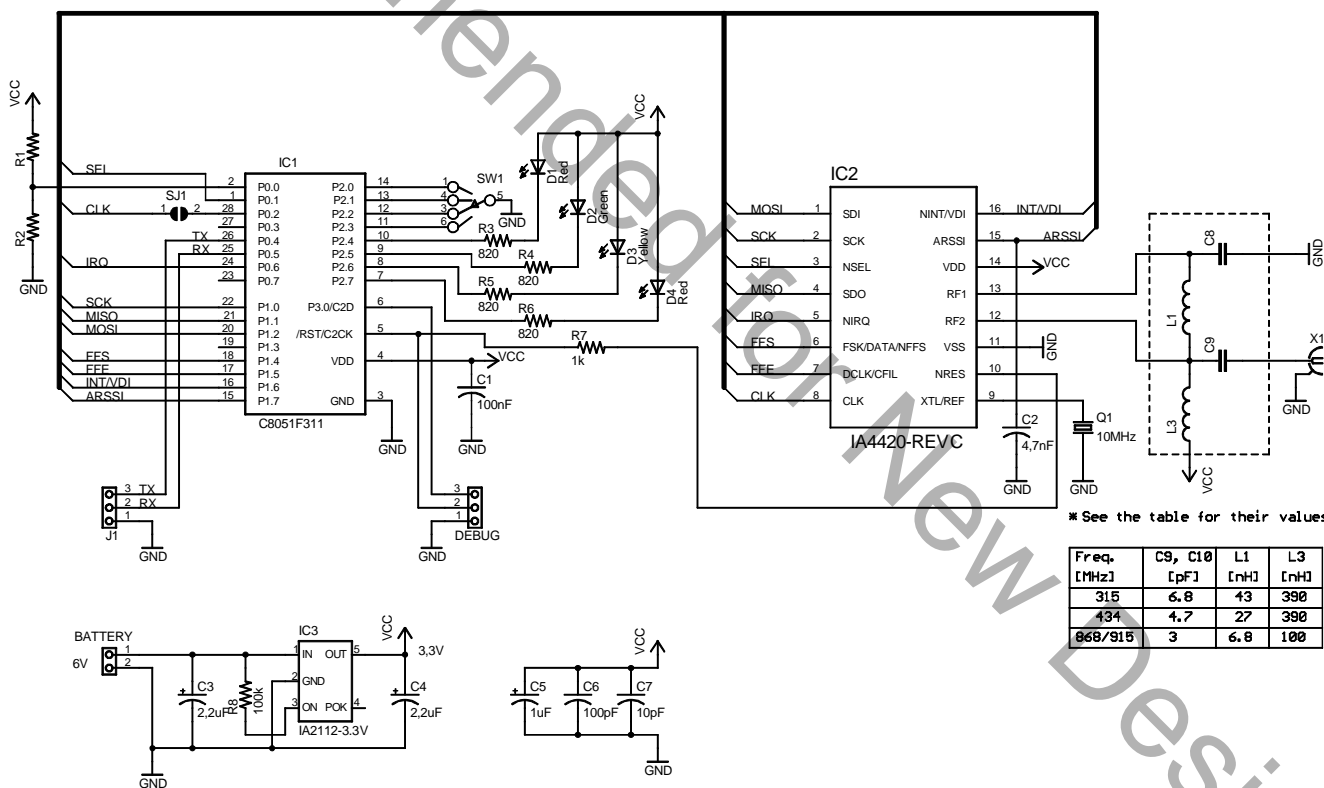 VCC
R1
R2
GND
SEL
CLK
SJ1
1 2
TX
RX
IRQ
SCK
MISO
MOSI
FFS
FFE
INT/VDI
ARSSI
IC1
2 P0.0 P2.0 14
1 P0.1 P2.1 13
28 P0.2 P2.2 12
27 P0.3 P2.3 11
26 P0.4 P2.4 10
25 P0.5 P2.5 9
24 P0.6 P2.6 8
23 P0.7 P2.7 7
22 P1.0 P3.0/C2D 6
21 P1.1
20 P1.2 /RST/C2CK 5
19 P1.3
18 P1.4 VDD 4
17 P1.5
16 P1.6
15 P1.7 GND 3
C8051F311
1
4
3
6
SW1
5
GND
R3
820
R4
820
R5
820
R6
820
R7
1k
D1
Red
D2
Green
D3
Yellow
D4
Red
VCC
VCC
C1
100nF
GND
GND
3 TX
2 RX
1
J1
GND
3
2
1
DEBUG
GND
IC2
MOSI 1 SDI NINT/VDI 16 INT/VDI
SCK 2 SCK ARSSI 15 ARSSI
SEL 3 NSEL VDD 14 VCC
MISO 4 SDO RF1 13
IRQ 5 NIRQ RF2 12
FFS 6 FSK/DATA/NFFS VSS 11 GND
FFE 7 DCLK/CFIL NRES 10
CLK 8 CLK XTL/REF 9
IA4420-REVC
C2
4,7nF
GND
Q1
10MHz
GND
C8
GND
L1
C9
X1
GND
L3
VCC
* See the table for their values
Freq. [MHz] C9, C10 [pF] L1 [nH] L3 [nH]
315 6.8 43 390
434 4.7 27 390
868/915 3 6.8 100
BATTERY
6V
1
2
GND
C3
2,2uF
R8
100k
IC3
1 IN OUT 5
2 GND
3 ON POK 4
IA2112-3.3V
VCC
3,3V
C4
2,2uF
C5
1uF
C6
100pF
C7
10pF
VCC
GND
mended for New Desi